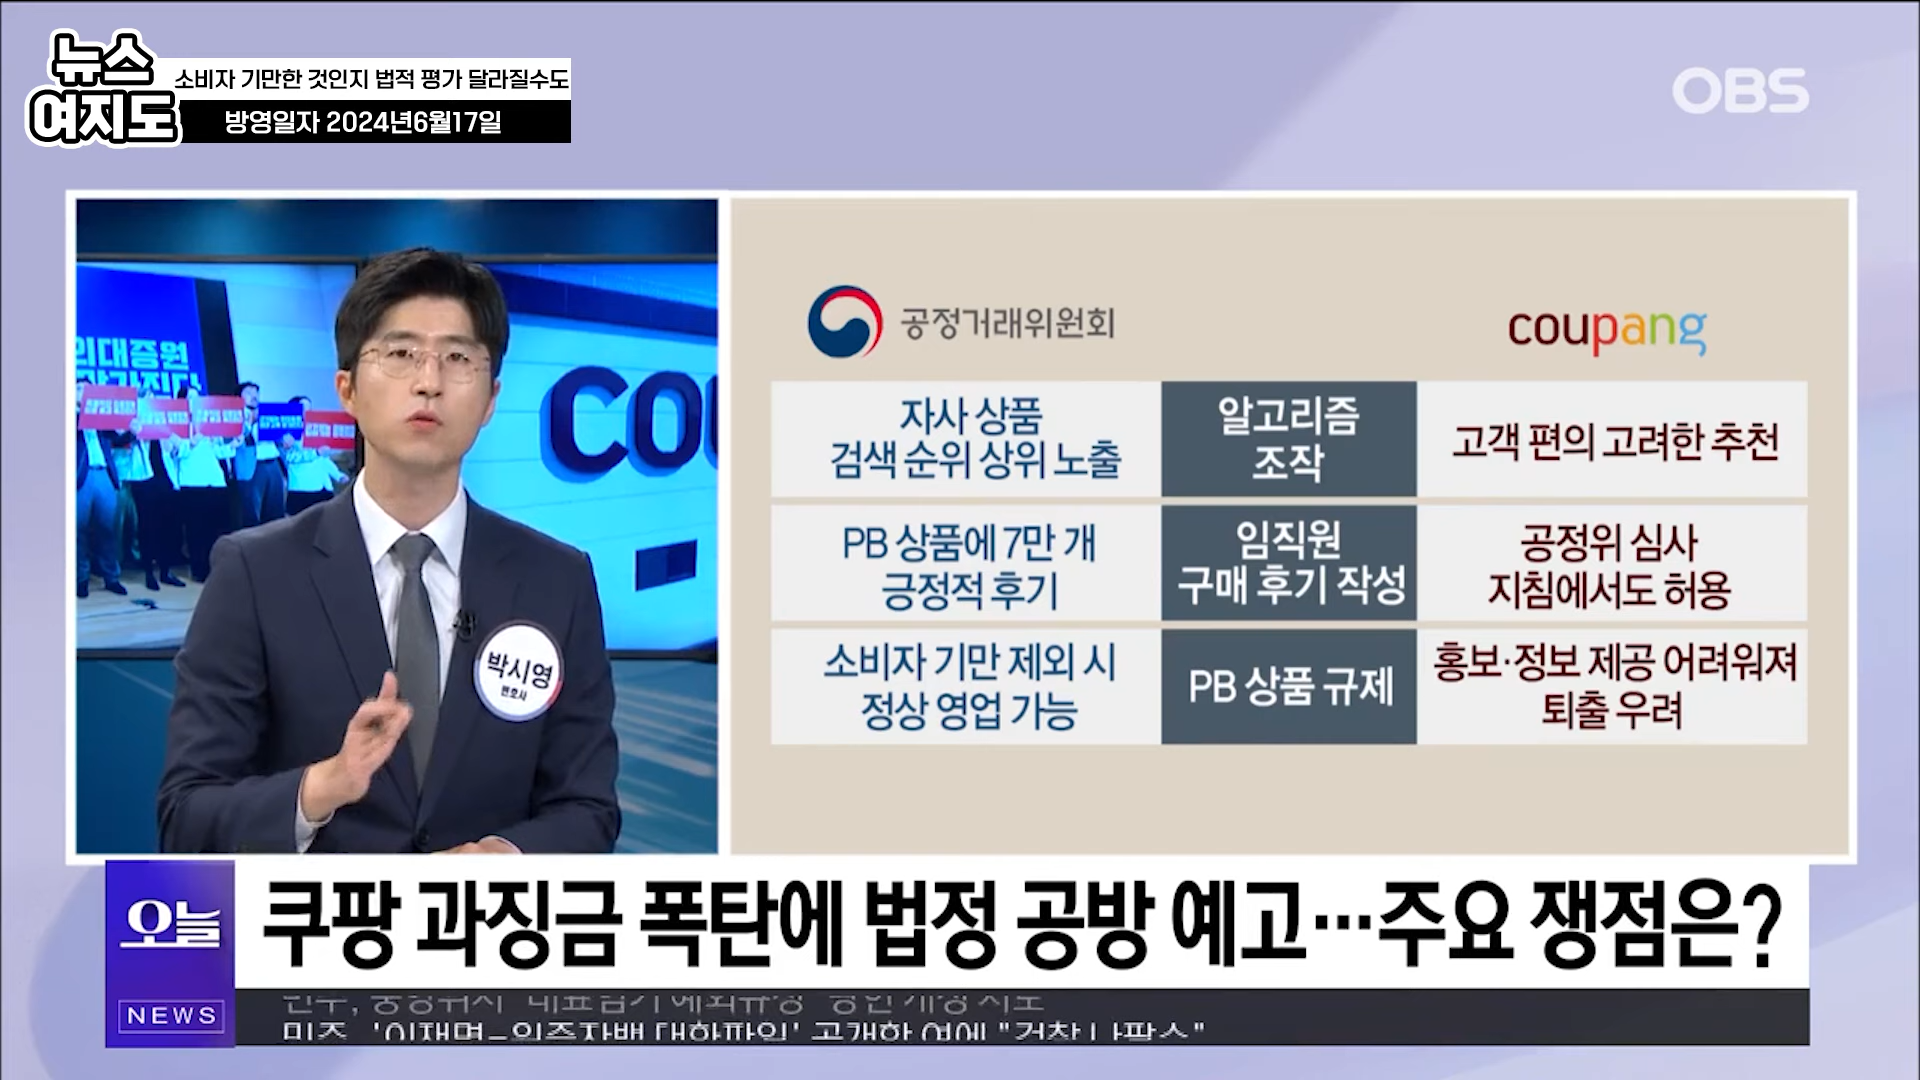 뉴스
여지도
소비자 기만한 것인지 법적 평가 달라질수도
방영일자 2024년6월17일
OBS
의대증원
COU
박시영
변호사
공정거래위원회
coupang
자사 상품
검색 순위 상위 노출
알고리즘
조작
고객 편의 고려한 추천
PB 상품에 7만 개
긍정적 후기
임직원
구매 후기 작성
공정위 심사
지침에서도 허용
소비자 기만 제외 시
정상 영업 가능
PB 상품 규제
홍보·정보 제공 어려워져
퇴출 우려
오늘
NEWS
쿠팡 과징금 폭탄에 법정 공방 예고…주요 쟁점은?